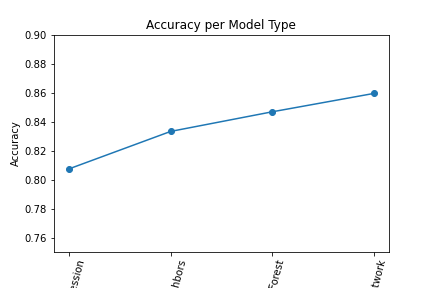 Accuracy per Model Type
0.90
0.88
0.86
0.84
0.82
0.80
0.78
0.76
Accuracy
ession
hbors
Forest
twork